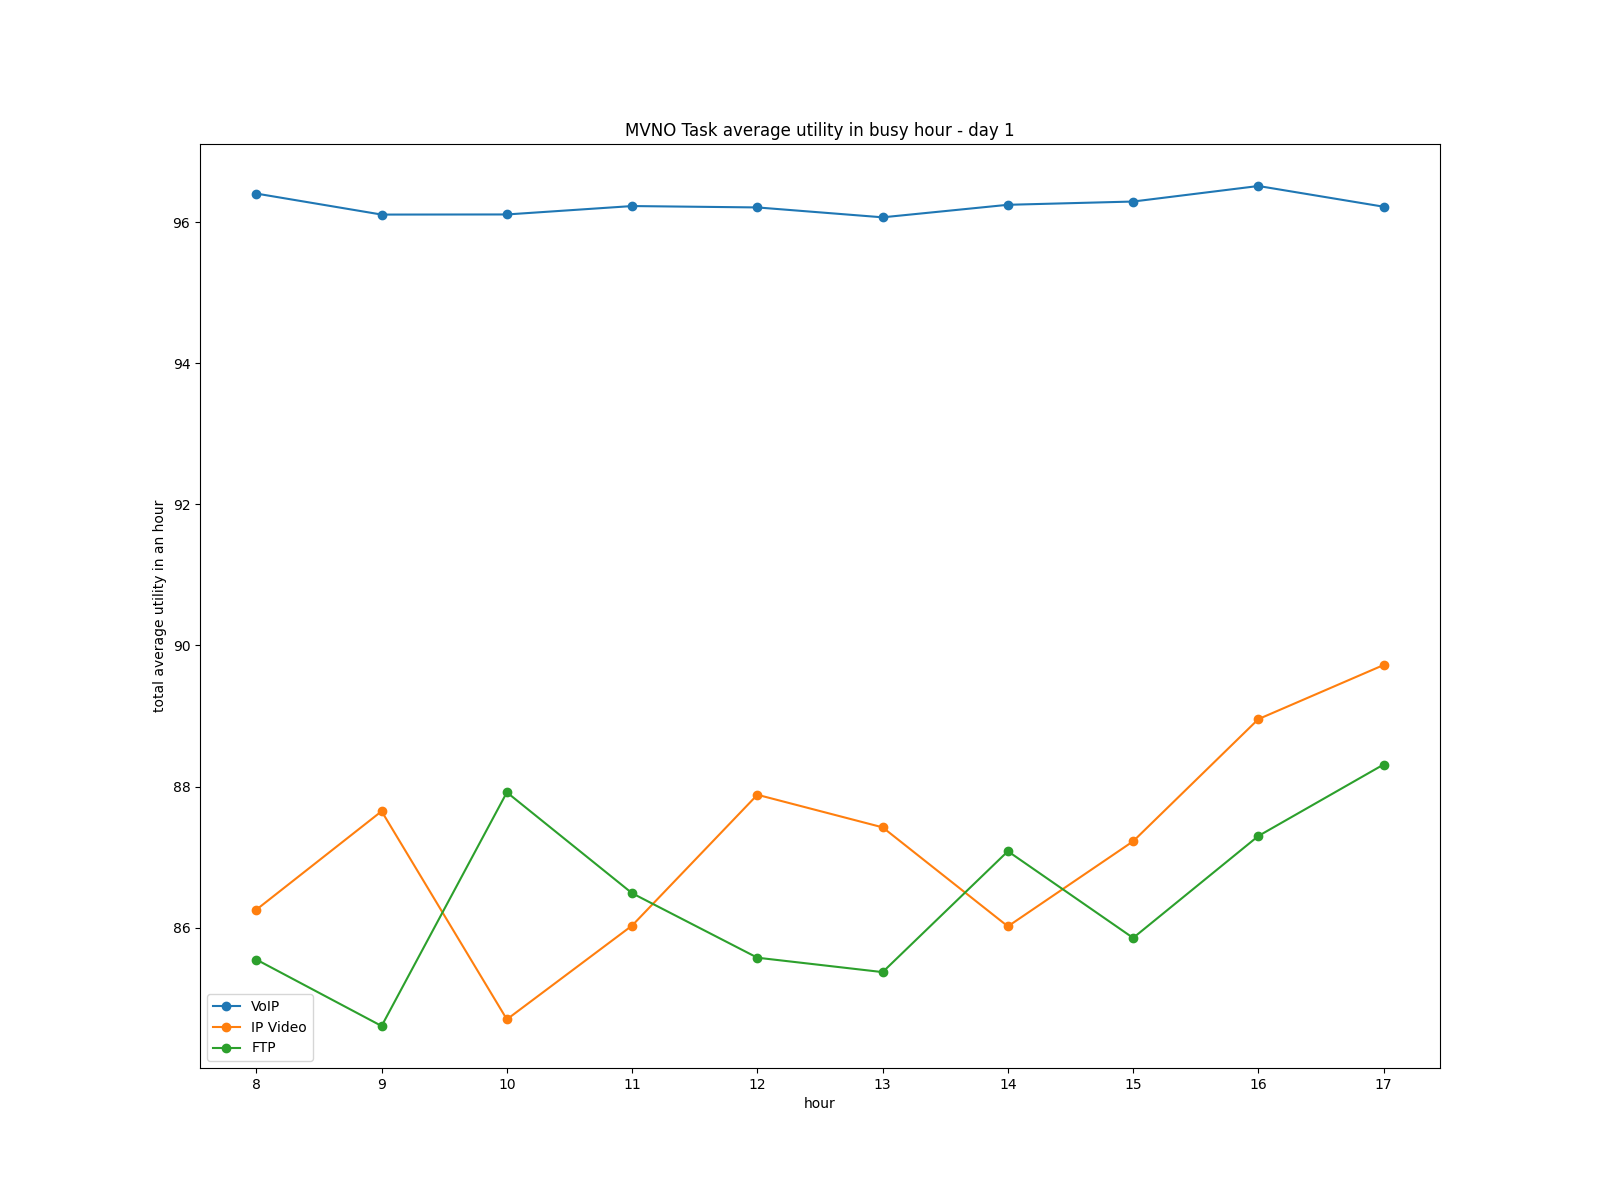 MVNO Task average utility in busy hour - day 1
total average utility in an hour
96
94
92
90
88
86
VoIP
IP Video
FTP
8 9 10 11 12 13 14 15 16 17
hour